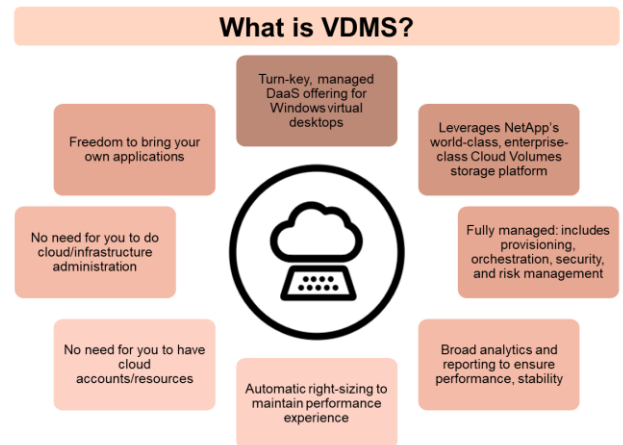 What is VDMS?
Turn-key, managed
DaaS offering for
Windows virtual
desktops
Leverages NetApp's
world-class, enterprise-
class Cloud Volumes
storage platform
Fully managed: includes
provisioning,
orchestration, security,
and risk management
Broad analytics and
reporting to ensure
performance, stability
Automatic right-sizing to
maintain performance
experience
No need for you to have
cloud
accounts/resources
No need for you to do
cloud/infrastructure
administration
Freedom to bring your
own applications